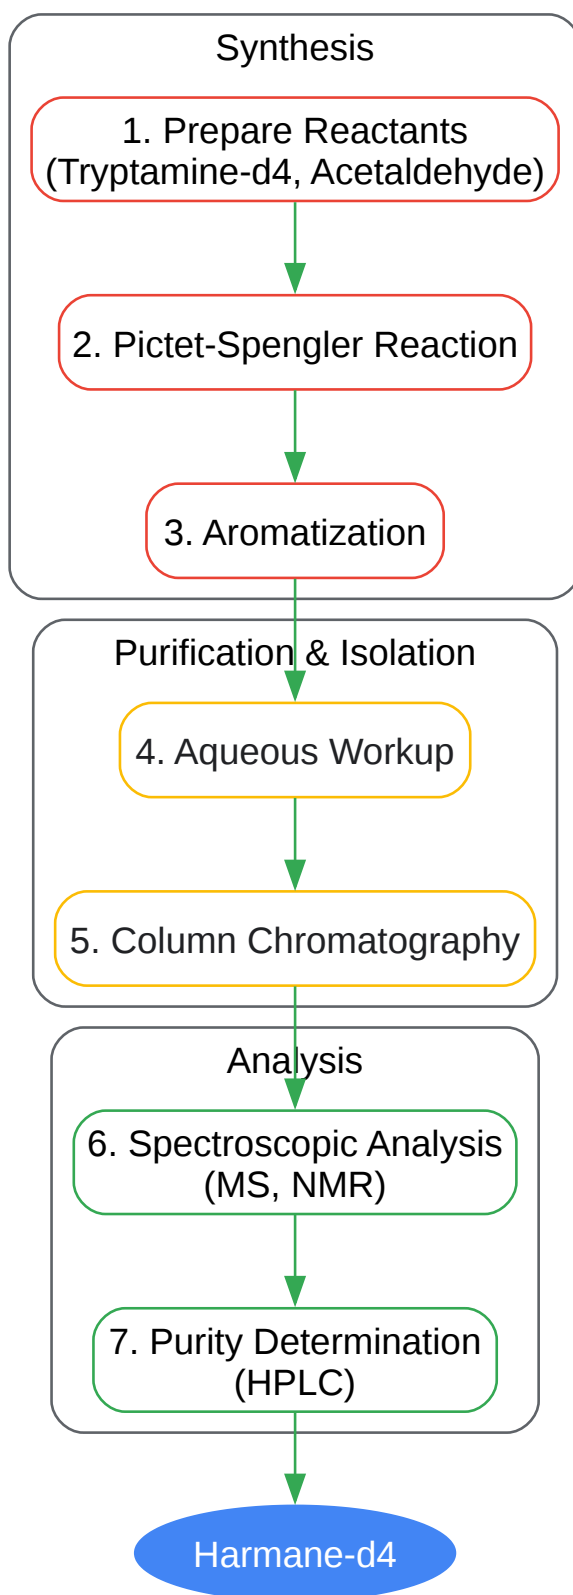 Synthesis
1. Prepare Reactants
(Tryptamine-d4, Acetaldehyde)
2. Pictet-Spengler Reaction
3. Aromatization
Purification & Isolation
4. Aqueous Workup
5. Column Chromatography
Analysis
6. Spectroscopic Analysis
(MS, NMR)
7. Purity Determination
(HPLC)
Harmane-d4